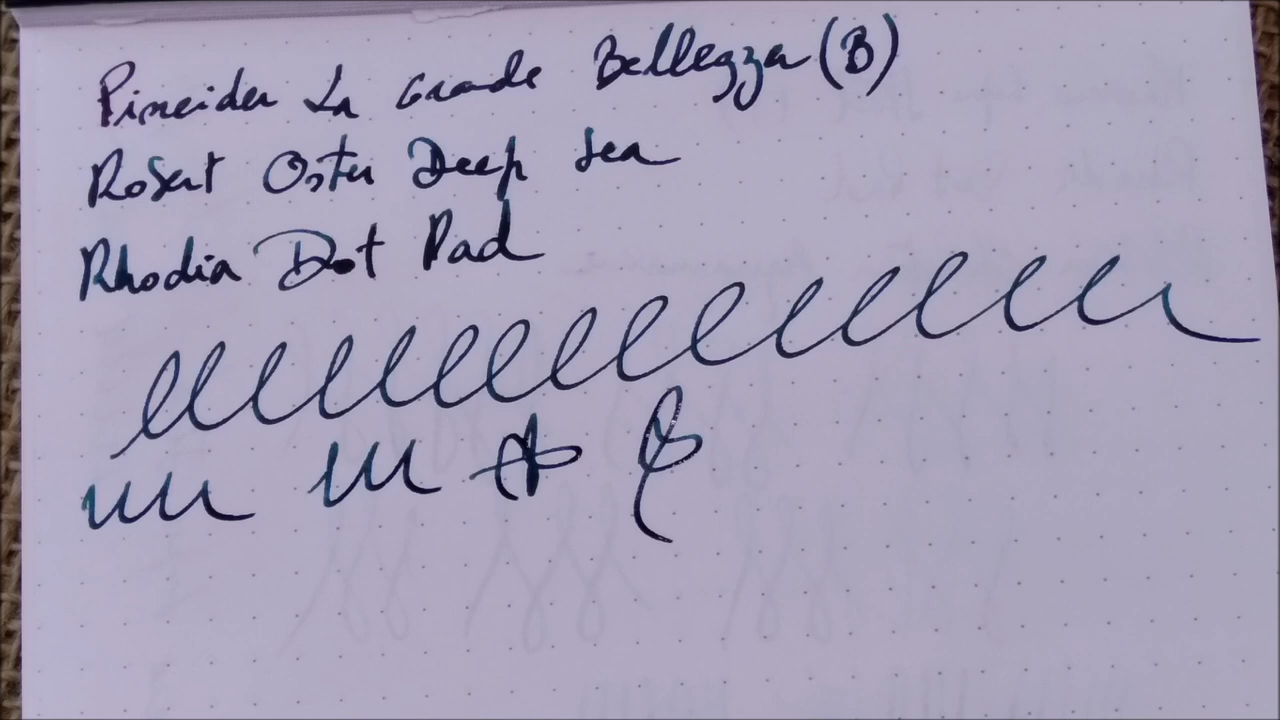 Pineider La Grande Bellezza (B)
Robert Oster Deep Sea
Rhodia Dot Pad